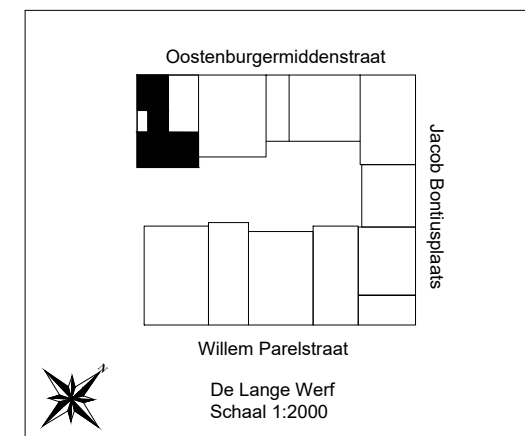 Oostenburgermiddenstraat
Jacob Bontiusplaats
Willem Parelstraat
N
De Lange Werf
Schaal 1:2000